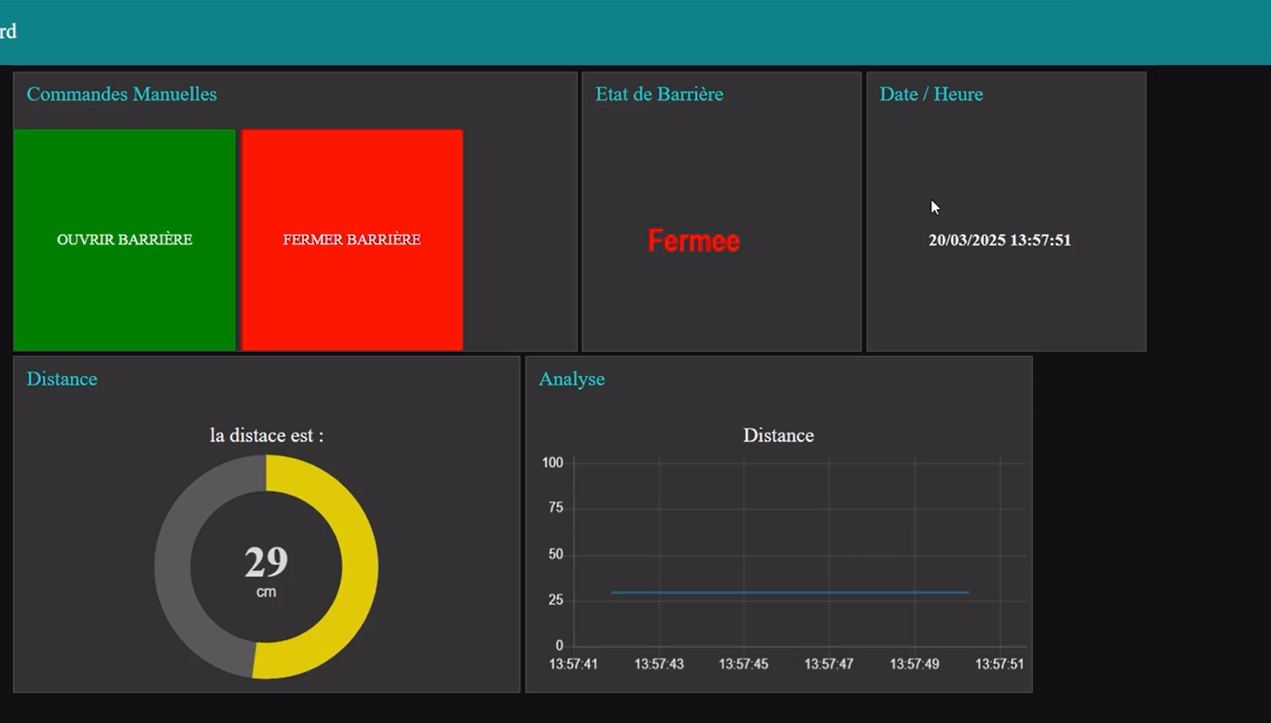 rd
Commandes Manuelles
OUVRIR BARRIÈRE
FERMER BARRIÈRE
Etat de Barrière
Fermee
Date / Heure
20/03/2025 13:57:51
Distance
la distace est :
29
cm
Analyse
Distance
100
75
50
25
0
13:57:41 13:57:43 13:57:45 13:57:47 13:57:49 13:57:51